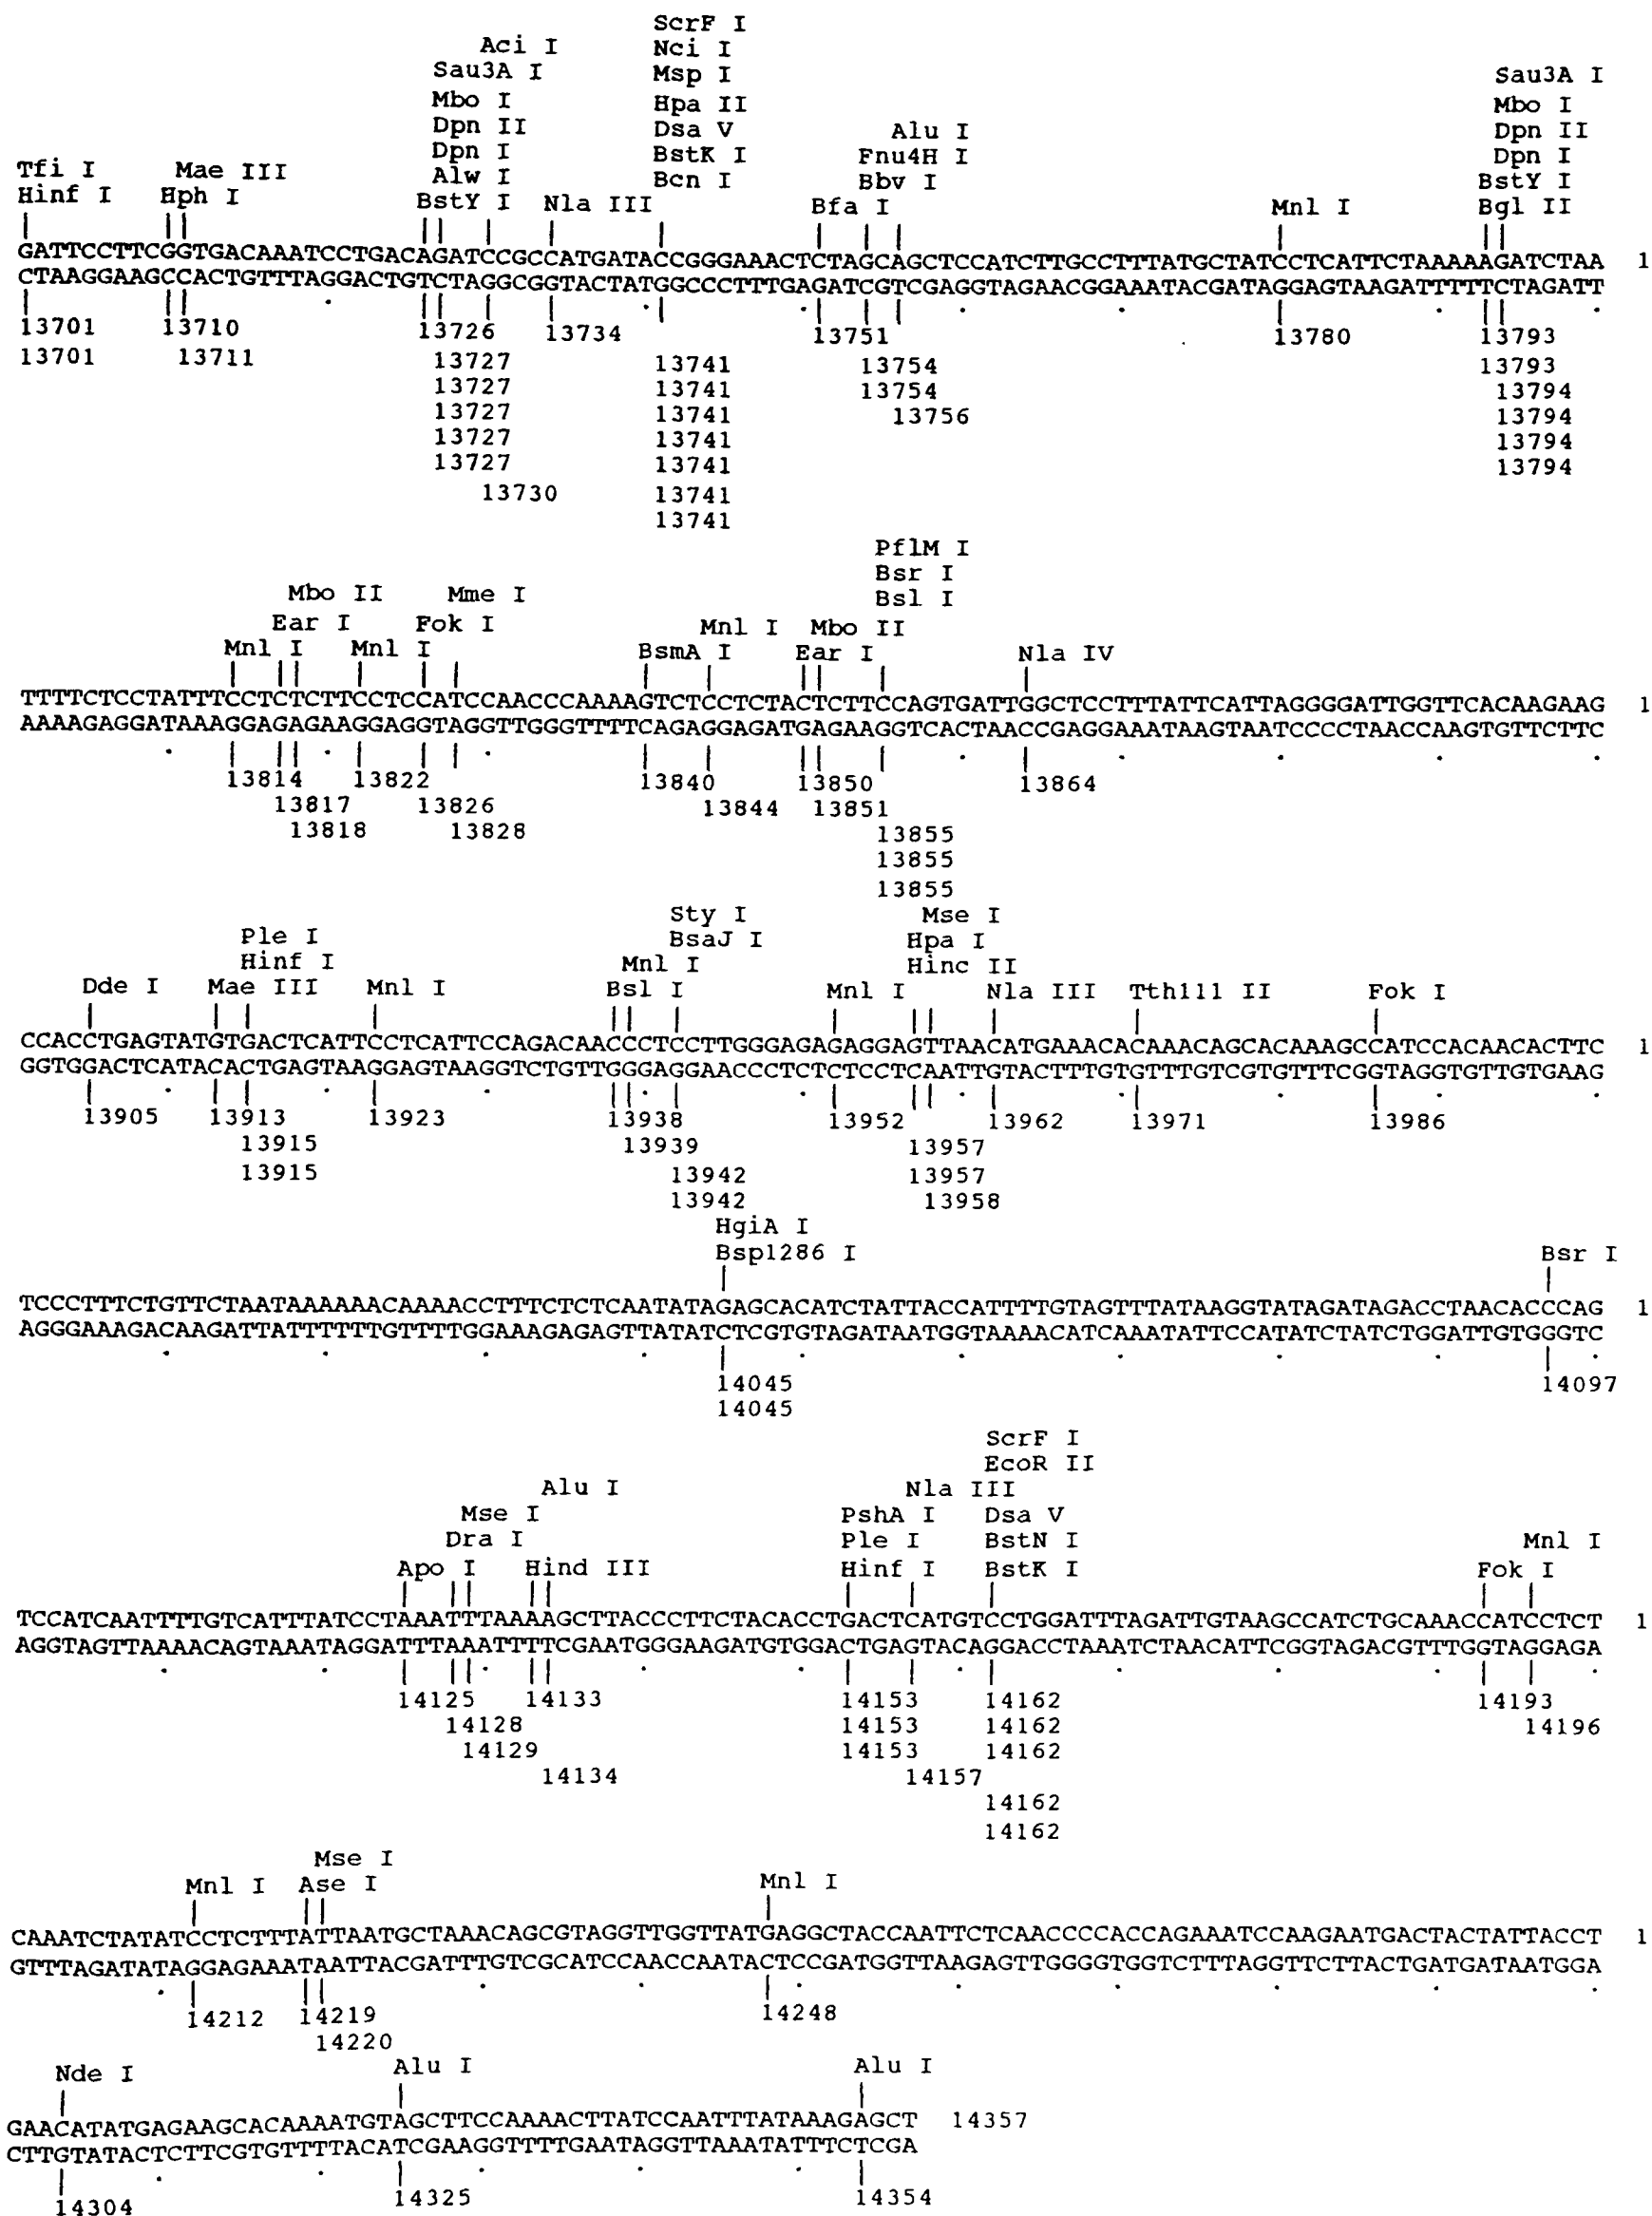 ScrF I
Aci I Nci I
Sau3A I Msp I Sau3A I
Mbo I Hpa II Mbo I
Dpn II Dsa V Alu I Dpn II
Tfi I Mae III Dpn I BstK I Fnu4H I Dpn I
Hinf I Hph I Alw I Bcn I Bbv I BstY I
BstY I Nla III Bfa I Mnl I Bgl II
GATTCCTTCGGTGACAAATCCTGACAGATCCGCCATGATACCGGGAAACTCTAGCAGCTCCATCTTGCCTTTATGCTATCCTCATTCTAAAAAGATCTAA 1
CTAAGGAAGCCACTGTTTAGGACTGTCTAGGCGGTACTATGGCCCTTTGAGATCGTCGAGGTAGAACGGAAATACGATAGGAGTAAGATTTTTCTAGATT
13701 13710 13726 13734 13751 13780 13793
13701 13711 13727 13741 13754 13793
13727 13741 13754 13794
13727 13741 13756 13794
13727 13741 13794
13727 13741 13794
13730 13741
13741
PflM I
Bsr I
Mbo II Mme I Bsl I
Ear I Fok I Mnl I Mbo II
Mnl I Mnl I BsmA I Ear I Nla IV
TTTTCTCCTATTTCCTCTCTTCCTCCATCCAACCCAAAAGTCTCCTCTACTCTTCCAGTGATTGGCTCCTTTATTCATTAGGGGATTGGTTCACAAGAAG 1
AAAAGAGGATAAAGGAGAGAAGGAGGTAGGTTGGGTTTTCAGAGGAGATGAGAAGGTCACTAACCGAGGAAATAAGTAATCCCCTAACCAAGTGTTCTTC
13814 13822 13840 13850 13864
13817 13826 13844 13851
13818 13828 13855
13855
13855
Sty I Mse I
Ple I BsaJ I Hpa I
Hinf I Mnl I Hinc II
Dde I Mae III Mnl I Bsl I Mnl I Nla III Tth111 II Fok I
CCACCTGAGTATGTGACTCATTCCTCATTCCAGACAACCCTCCTTGGGAGAGAGGAGTTAACATGAAACACAAACAGCACAAAGCCATCCACAACACTTC 1
GGTGGACTCATACACTGAGTAAGGAGTAAGGTCTGTTGGGAGGAACCCTCTCTCCTCAATTGTACTTTGTGTTTGTCGTGTTTCGGTAGGTGTTGTGAAG
13905 13913 13923 13938 13952 13962 13971 13986
13915 13939 13957
13915 13942 13957
13942 13958
HgiA I
Bsp1286 I Bsr I
TCCCTTTCTGTTCTAATAAAAAACAAAACCTTTCTCTCAATATAGAGCACATCTATTACCATTTTGTAGTTTATAAGGTATAGATAGACCTAACACCCAG 1
AGGGAAAGACAAGATTATTTTTTGTTTTGGAAAGAGAGTTATATCTCGTGTAGATAATGGTAAAACATCAAATATTCCATATCTATCTGGATTGTGGGTC
14045 14097
14045
ScrF I
EcoR II
Alu I Nla III
Mse I PshA I Dsa V
Dra I Ple I BstN I Mnl I
Apo I Hind III Hinf I BstK I Fok I
TCCATCAATTTTGTCATTTATCCTAAATTTAAAAGCTTACCCTTCTACACCTGACTCATGTCCTGGATTTAGATTGTAAGCCATCTGCAAACCATCCTCT 1
AGGTAGTTAAAACAGTAAATAGGATTTAAATTTTCGAATGGGAAGATGTGGACTGAGTACAGGACCTAAATCTAACATTCGGTAGACGTTTGGTAGGAGA
14125 14133 14153 14162 14193
14128 14153 14162 14196
14129 14153 14162
14134 14157
14162
14162
Mse I
Mnl I Ase I Mnl I
CAAATCTATATCCTCTTTATTAATGCTAAACAGCGTAGGTTGGTTATGAGGCTACCAATTCTCAACCCCACCAGAAATCCAAGAATGACTACTATTACCT 1
GTTTAGATATAGGAGAAATAATTACGATTTGTCGCATCCAACCAATACTCCGATGGTTAAGAGTTGGGGTGGTCTTTAGGTTCTTACTGATGATAATGGA
14212 14219 14248
14220
Nde I Alu I Alu I
GAACATATGAGAAGCACAAAATGTAGCTTCCAAAACTTATCCAATTTATAAAGAGCT 14357
CTTGTATACTCTTCGTGTTTTACATCGAAGGTTTTGAATAGGTTAAATATTTCTCGA
14304 14325 14354